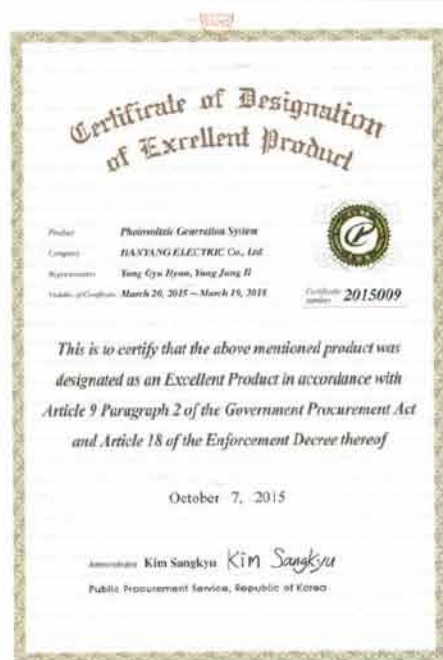 Certificate of Designation
of Excellent Product
Product Photovoltaic Generation System
Company HANYANG ELECTRIC Co., Ltd
Representative Yang Gyu Hyun, Yang Jung Il
Validity of Certificate March 20, 2015 ~ March 19, 2018
Certificate number 2015009
This is to certify that the above mentioned product was
designated as an Excellent Product in accordance with
Article 9 Paragraph 2 of the Government Procurement Act
and Article 18 of the Enforcement Decree thereof
October 7, 2015
Administrator Kim Sangkyu Kim Sangkyu
Public Procurement Service, Republic of Korea